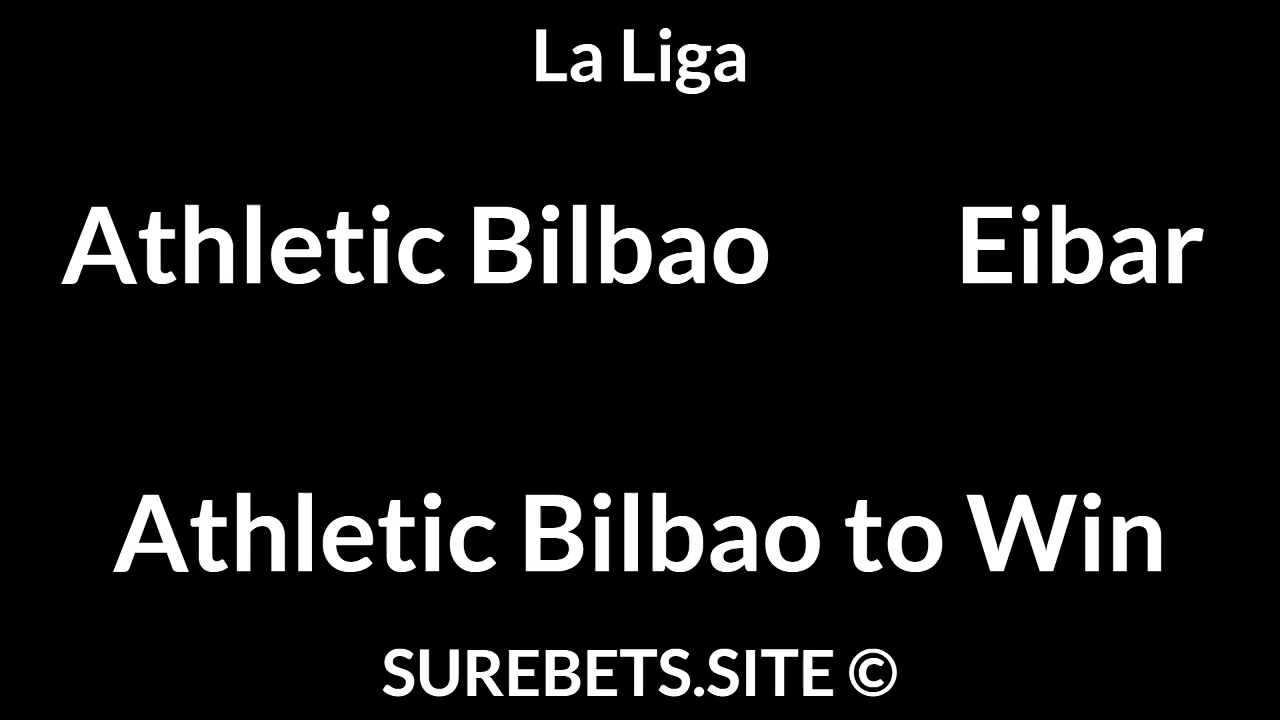 La Liga
Athletic Bilbao Eibar
Athletic Bilbao to Win
SUREBETS.SITE ©